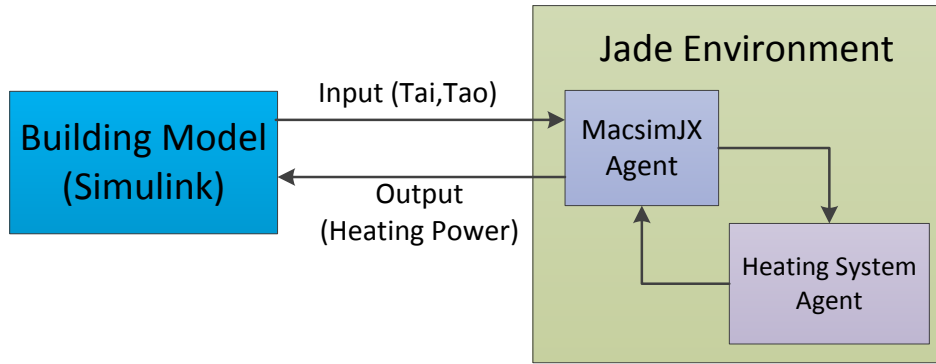 Jade Environment
Input (Tai,Tao)
Building Model
(Simulink)
MacsimJX
Agent
Output
(Heating Power)
Heating System
Agent